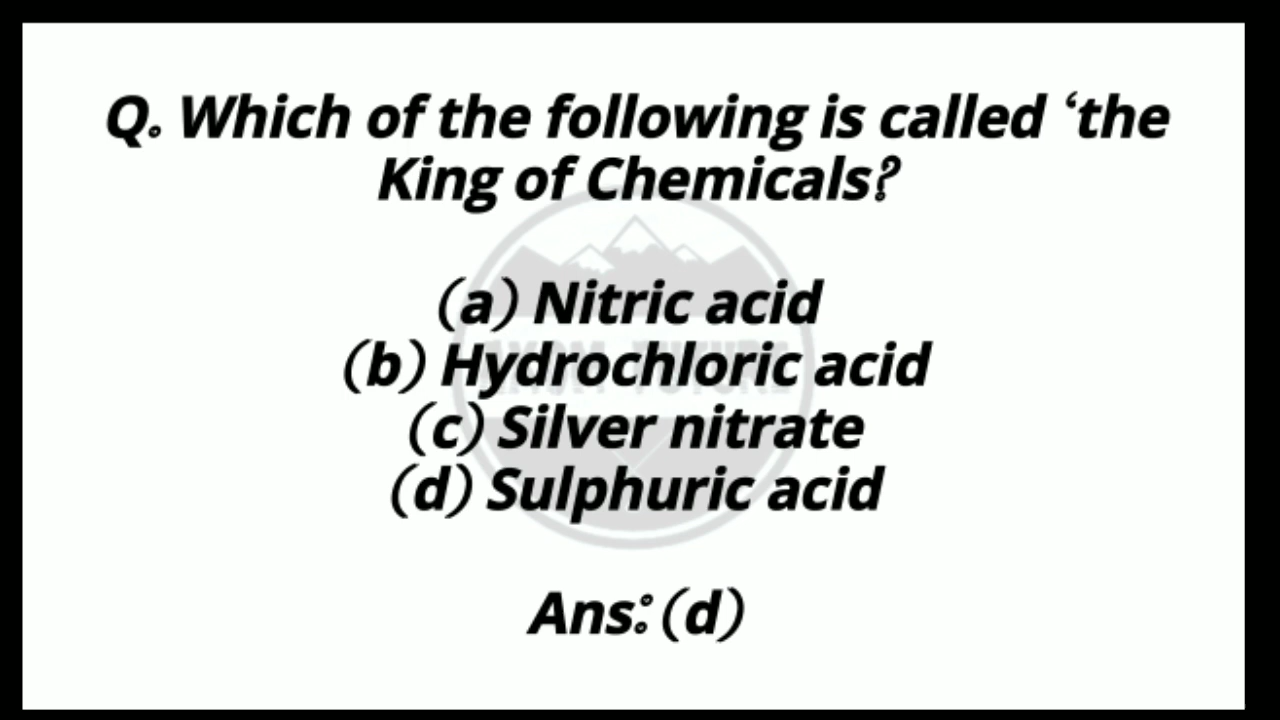 Q. Which of the following is called ‘the
King of Chemicals?
(a) Nitric acid
(b) Hydrochloric acid
(c) Silver nitrate
(d) Sulphuric acid
Ans: (d)